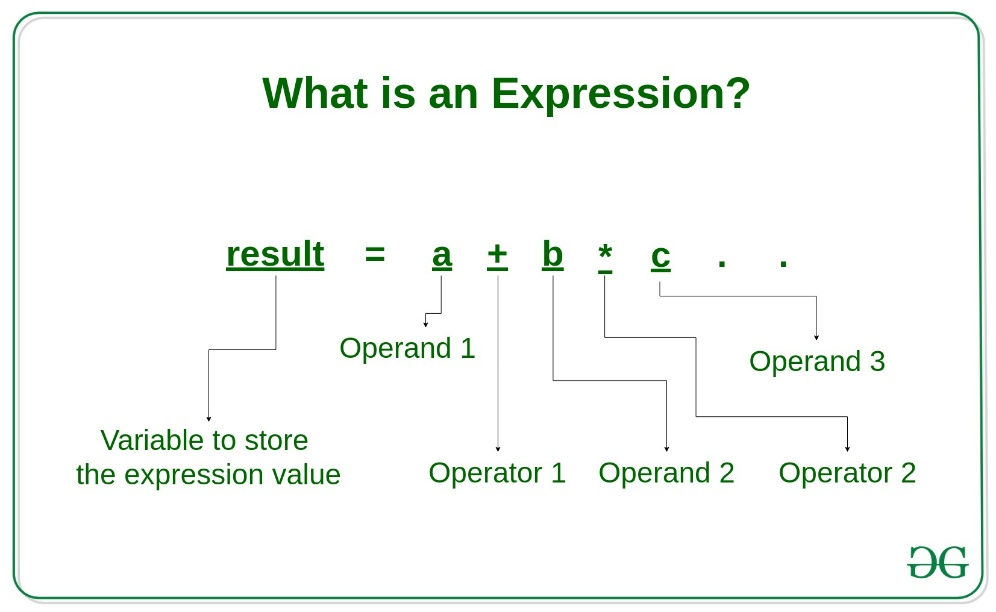 What is an Expression?
result = a + b * c . .
Operand 1
Operand 3
Variable to store
the expression value
Operator 1 Operand 2 Operator 2
GG